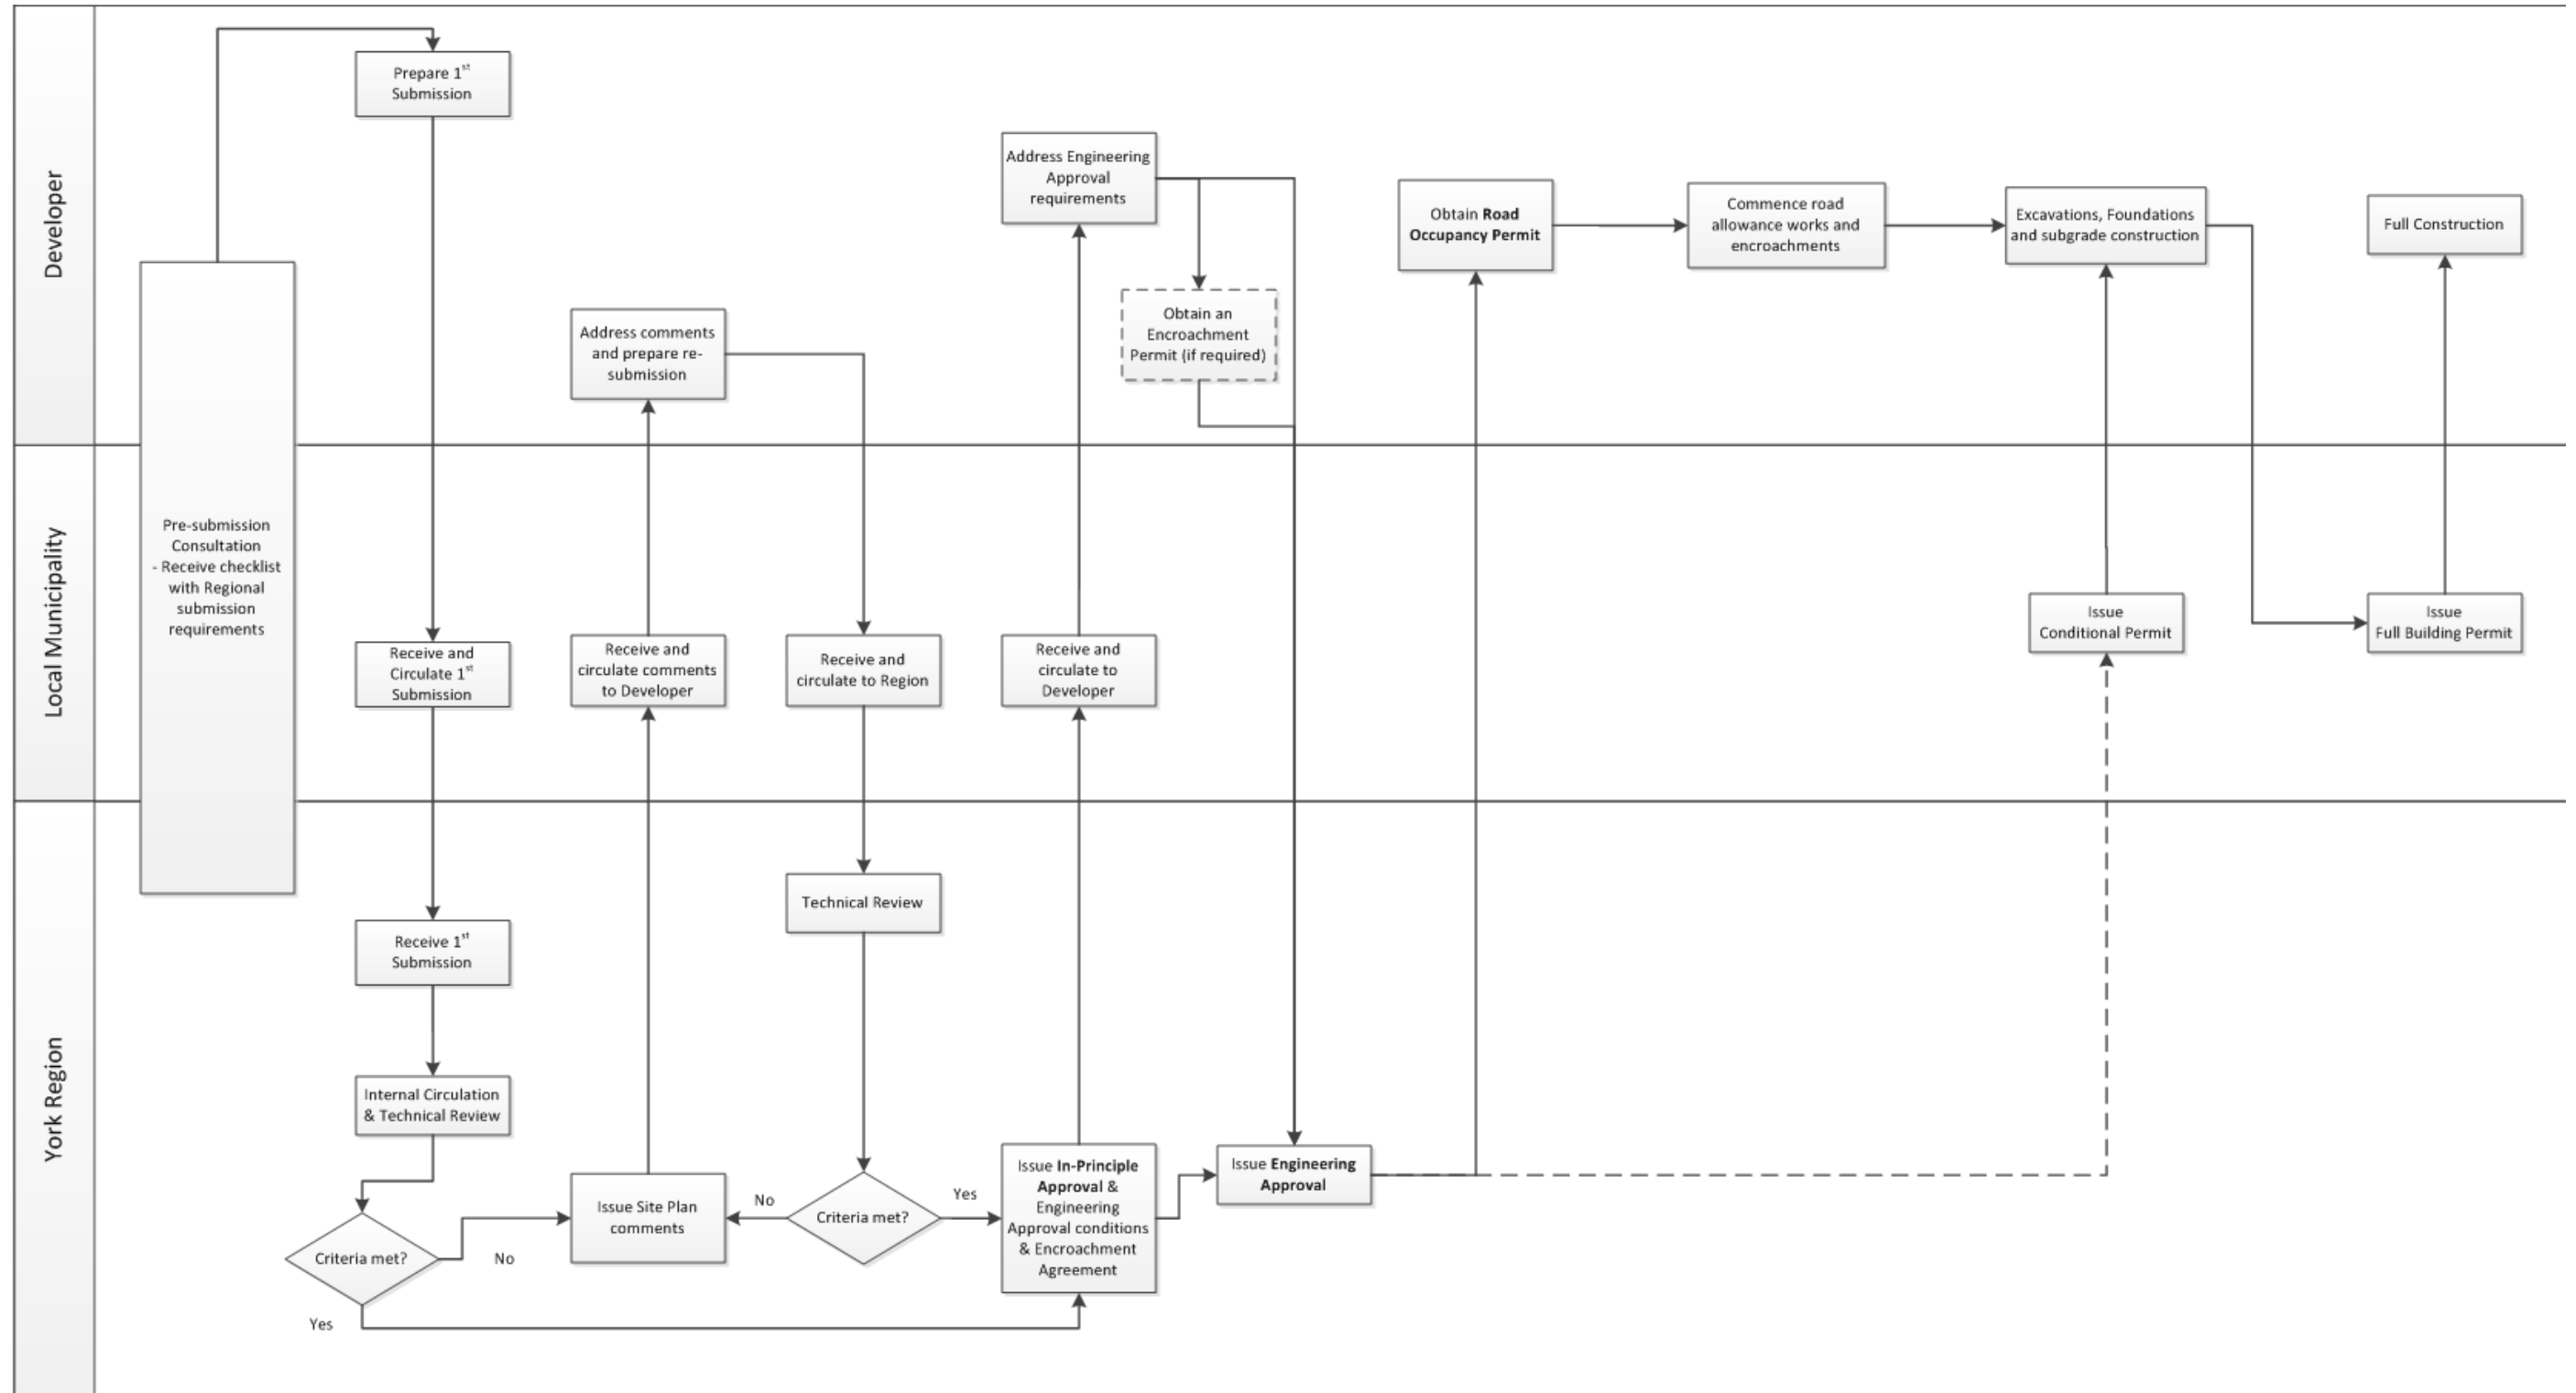 Developer
Prepare 1st
Submission
Address Engineering
Approval
requirements
Obtain Road
Occupancy Permit
Commence road
allowance works and
encroachments
Excavations, Foundations
and subgrade construction
Full Construction
Obtain an
Encroachment
Permit (if required)
Address comments
and prepare re-
submission
Local Municipality
Pre-submission
Consultation
- Receive checklist
with Regional
submission
requirements
Receive and
Circulate 1st
Submission
Receive and
circulate comments
to Developer
Receive and
circulate to Region
Receive and
circulate to
Developer
Issue
Conditional Permit
Issue
Full Building Permit
York Region
Technical Review
Receive 1st
Submission
Internal Circulation
& Technical Review
Criteria met?
No
Yes
Issue Site Plan
comments
No
Criteria met?
Yes
Issue In-Principle
Approval &
Engineering
Approval conditions
& Encroachment
Agreement
Issue Engineering
Approval